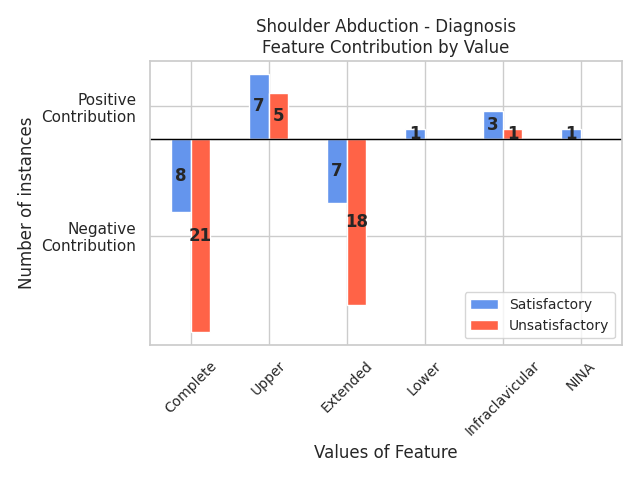 Shoulder Abduction - Diagnosis
Feature Contribution by Value
Positive
Contribution
Negative
Contribution
Number of instances
7
5
1
3
1
1
8
21
7
18
Satisfactory
Unsatisfactory
Complete
Upper
Extended
Lower
Infraclavicular
NINA
Values of Feature